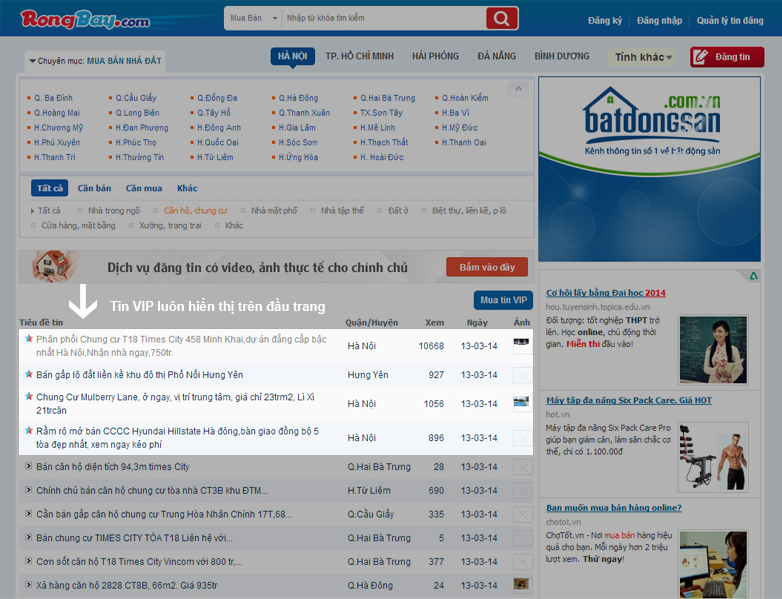 RongBay.com
Mua Bán
Nhập từ khóa tìm kiếm
Đăng ký
Đăng nhập
Quản lý tin đăng
Chuyên mục: MUA BÁN NHÀ ĐẤT
HÀ NỘI
TP. HỒ CHÍ MINH
HẢI PHÒNG
ĐÀ NẴNG
BÌNH DƯƠNG
Tỉnh khác
Đăng tin
Q. Ba Đình
Q.Cầu Giấy
Q.Đống Đa
Q.Hà Đông
Q.Hai Bà Trưng
Q.Hoàn Kiếm
Q.Hoàng Mai
Q.Long Biên
Q.Tây Hồ
Q.Thanh Xuân
TX.Sơn Tây
H.Ba Vì
H.Chương Mỹ
H.Đan Phượng
H.Đông Anh
H.Gia Lâm
H.Mê Linh
H.Mỹ Đức
H.Phú Xuyên
H.Phúc Thọ
H.Quốc Oai
H.Sóc Sơn
H.Thạch Thất
H.Thanh Oai
H.Thanh Trì
H.Thường Tín
H.Từ Liêm
H.Ứng Hòa
H. Hoài Đức
Tất cả
Cần bán
Cần mua
Khác
Tất cả
Nhà trong ngõ
Căn hộ, chung cư
Nhà mặt phố
Nhà tập thể
Đất ở
Biệt thự, liền kề, p lô
Cửa hàng, mặt bằng
Xưởng, trang trại
Khác
Dịch vụ đăng tin có video, ảnh thực tế cho chính chủ
Bấm vào đây
Tin VIP luôn hiển thị trên đầu trang
Mua tin VIP
Tiêu đề tin
Quận/Huyện
Xem
Ngày
Ảnh
Phân phối Chung cư T18 Times City 458 Minh Khai,dự án đẳng cấp bậc
nhất Hà Nội,Nhận nhà ngay,750tr.
Hà Nội
10668
13-03-14
Bán gấp lô đất liền kề khu đô thị Phố Nối Hưng Yên
Hưng Yên
927
13-03-14
Chung Cư Mulberry Lane, ở ngay, vị trí trung tâm, giá chỉ 23trm2, Lì Xì
21trcăn
Hà Nội
1056
13-03-14
Rầm rộ mở bán CCCC Hyundai Hillstate Hà đông,bàn giao đồng bộ 5
tòa đẹp nhất, xem ngay kẻo phí
Hà Nội
896
13-03-14
Bán căn hộ diện tích 94,3m times City
Q.Hai Bà Trưng
28
13-03-14
Chính chủ bán căn hộ chung cư tòa nhà CT3B khu ĐTM...
H.Từ Liêm
690
13-03-14
Cần bán gấp căn hộ chung cư Trung Hòa Nhân Chính 17T,68...
Q.Cầu Giấy
335
13-03-14
Bán chung cư TIMES CITY TÒA T18 Liên hệ với...
Q.Hai Bà Trưng
5
13-03-14
Cơn sốt căn hộ T18 Times City Vincom với 800 tr,...
Q.Hai Bà Trưng
377
13-03-14
Xả hàng căn hộ 2828 CT8B, 66m2. Giá 935tr
Q.Hà Đông
24
13-03-14
.com.vn
batdongsan
Kênh thông tin số 1 về bất động sản
Cơ hội lấy bằng Đại học 2014
hou.tuyensinh.topica.edu.vn
Đối tượng: tốt nghiệp THPT trở
lên. Học online, chủ động thời
gian. Miễn thi đầu vào!
Máy tập đa năng Six Pack Care. Giá HOT
hot.vn
Máy tập đa năng Six Pack Care Pro
giúp bạn giảm cân, làm săn chắc cơ
thể, chỉ có 1.100.00đ
Bạn muốn mua bán hàng online?
chotot.vn
ChợTốt.vn - Nơi mua bán hàng hiệu
quả cho bạn. Mỗi ngày hơn 2 triệu
lượt xem. Thử ngay!